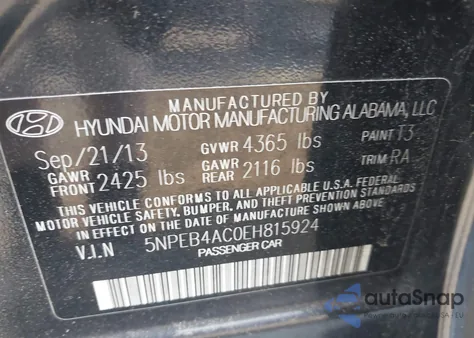 MANUFACTURED BY
HYUNDAI MOTOR MANUFACTURING ALABAMA, LLC
Sep/21/13 GVWR 4365 lbs PAINT T3
GAWR FRONT 2425 lbs GAWR REAR 2116 lbs TRIM RA
THIS VEHICLE CONFORMS TO ALL APPLICABLE U.S.A. FEDERAL
MOTOR VEHICLE SAFETY, BUMPER, AND THEFT PREVENTION STANDARDS
IN EFFECT ON THE DATE OF MANUFACTURE SHOWN ABOVE.
V.I.N 5NPEB4AC0EH815924
PASSENGER CAR
autaSnap